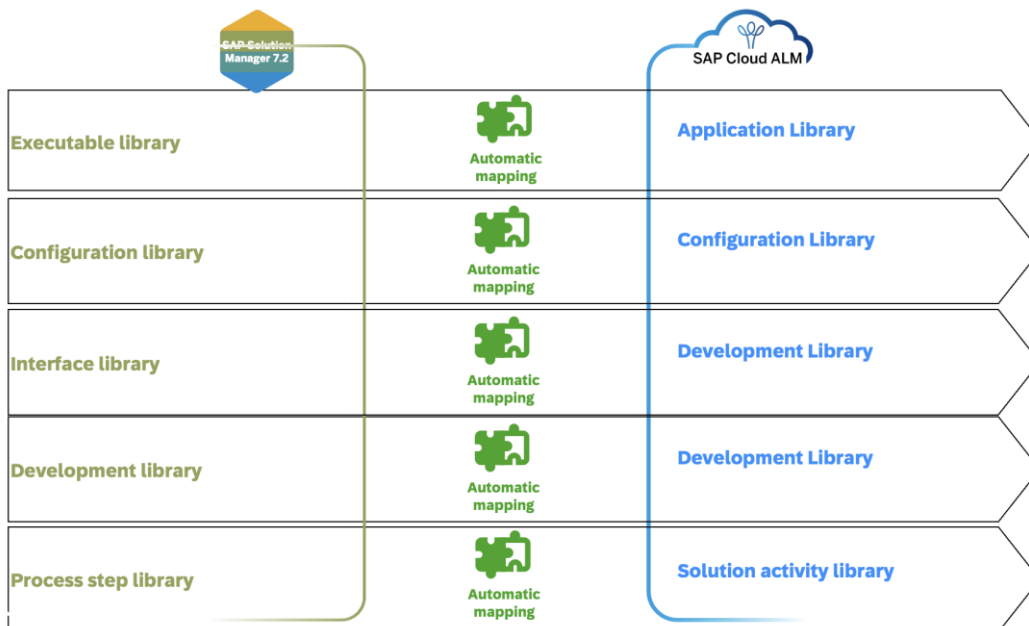 SAP Solution
Manager 7.2
SAP Cloud ALM
Executable library
Automatic
mapping
Application Library
Configuration library
Automatic
mapping
Configuration Library
Interface library
Automatic
mapping
Development Library
Development library
Automatic
mapping
Development Library
Process step library
Automatic
mapping
Solution activity library